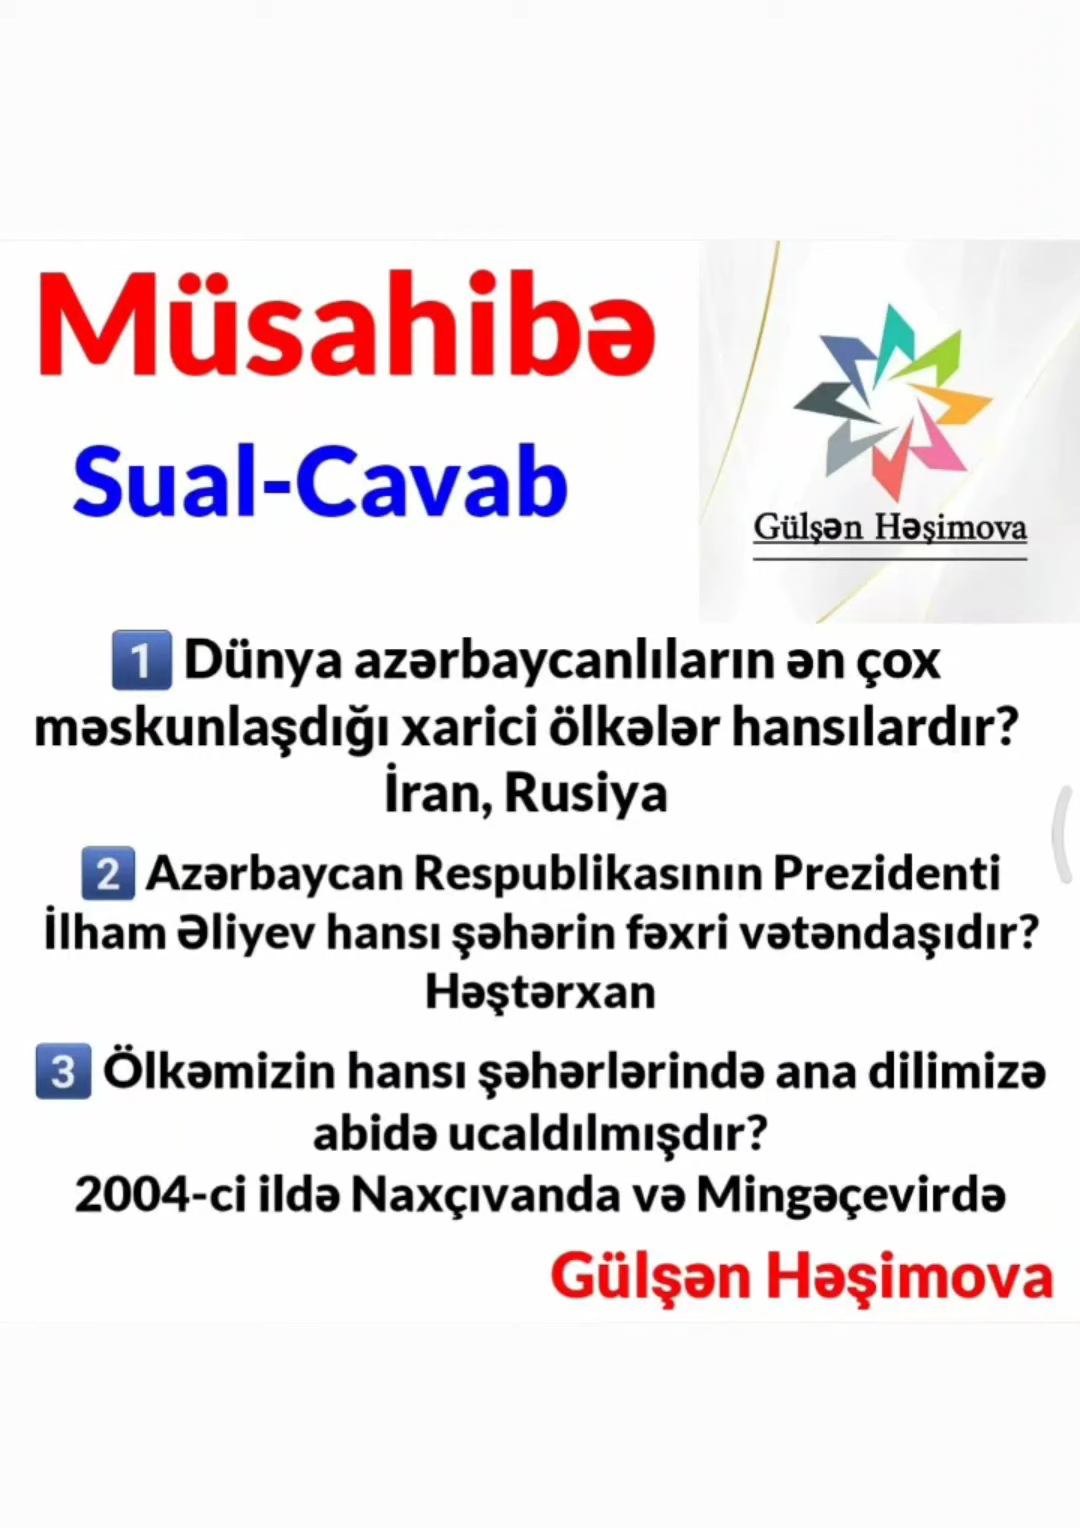 Müsahibə
Sual-Cavab
Gülşən Həşimova
1 Dünya azərbaycanlıların ən çox
məskunlaşdığı xarici ölkələr hansılardır?
İran, Rusiya
2 Azərbaycan Respublikasının Prezidenti
İlham Əliyev hansı şəhərin fəxri vətəndaşıdır?
Həştərxan
3 Ölkəmizin hansı şəhərlərində ana dilimizə
abidə ucaldılmışdır?
2004-ci ildə Naxçıvanda və Mingəçevirdə
Gülşən Həşimova